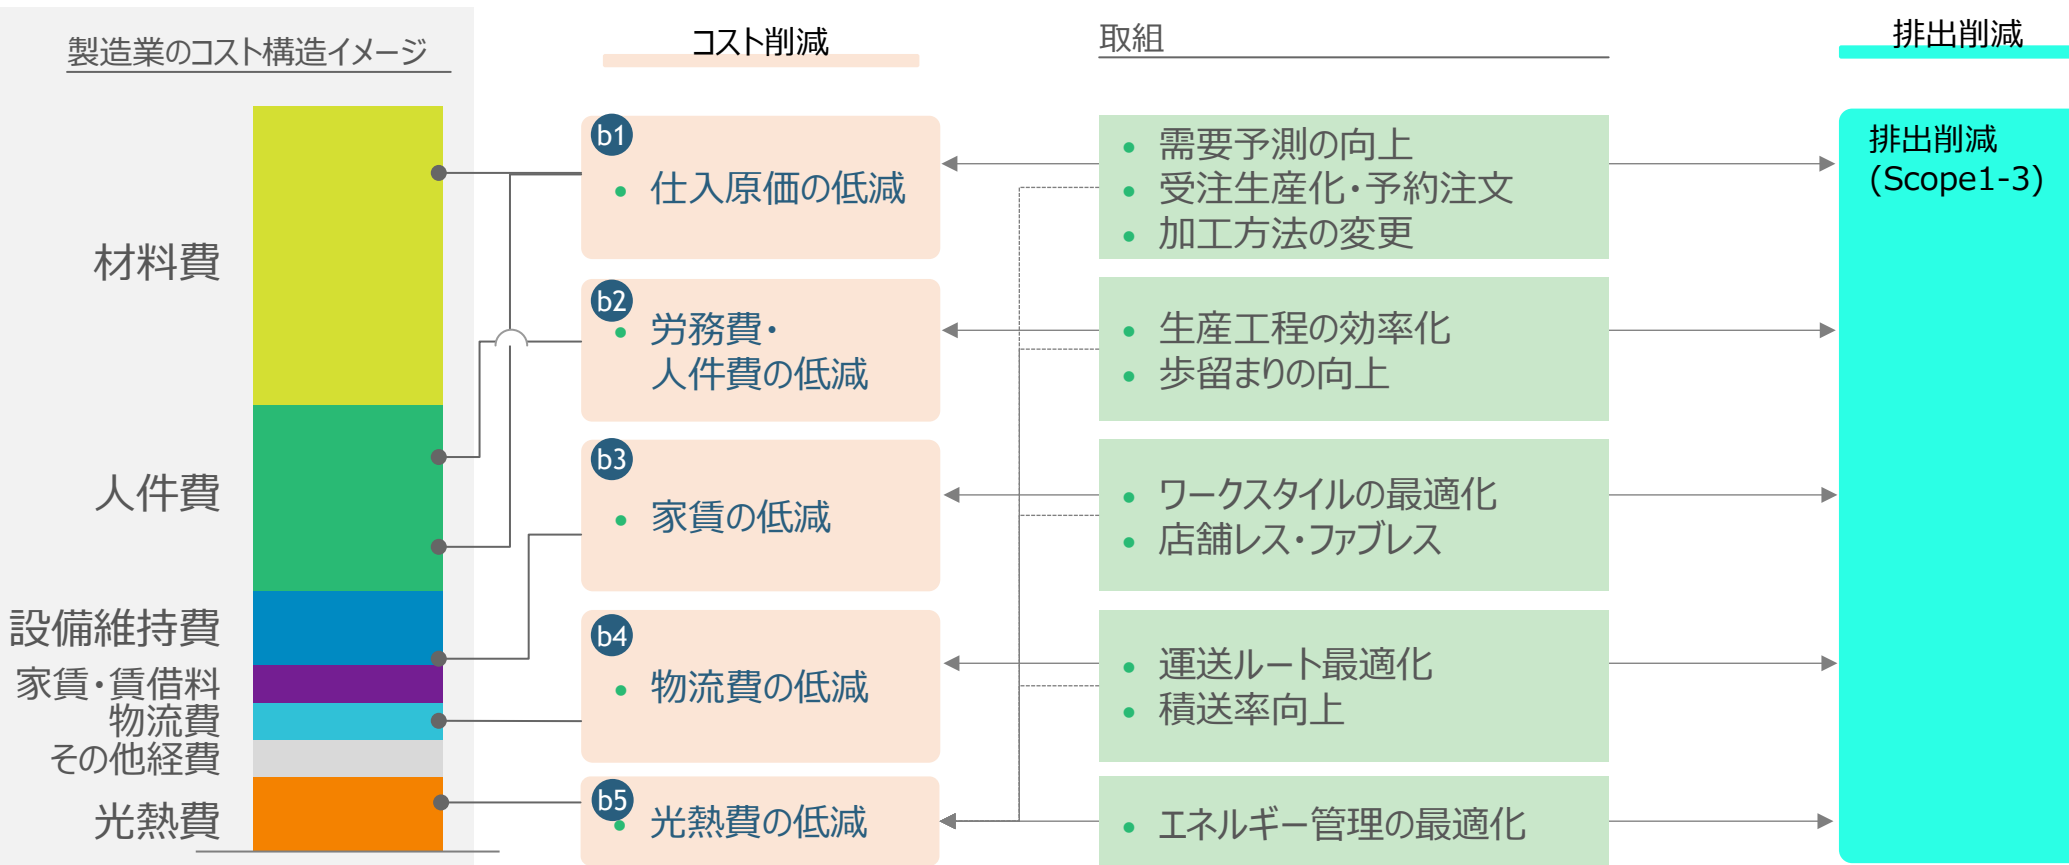 製造業のコスト構造イメージ
材料費
人件費
設備維持費
家賃・賃借料
物流費
その他経費
光熱費
コスト削減
b1
• 仕入原価の低減
b2
• 労務費・
人件費の低減
b3
• 家賃の低減
b4
• 物流費の低減
b5
• 光熱費の低減
取組
• 需要予測の向上
• 受注生産化・予約注文
• 加工方法の変更
• 生産工程の効率化
• 歩留まりの向上
• ワークスタイルの最適化
• 店舗レス・ファブレス
• 運送ルート最適化
• 積送率向上
• エネルギー管理の最適化
排出削減
排出削減
(Scope1-3)